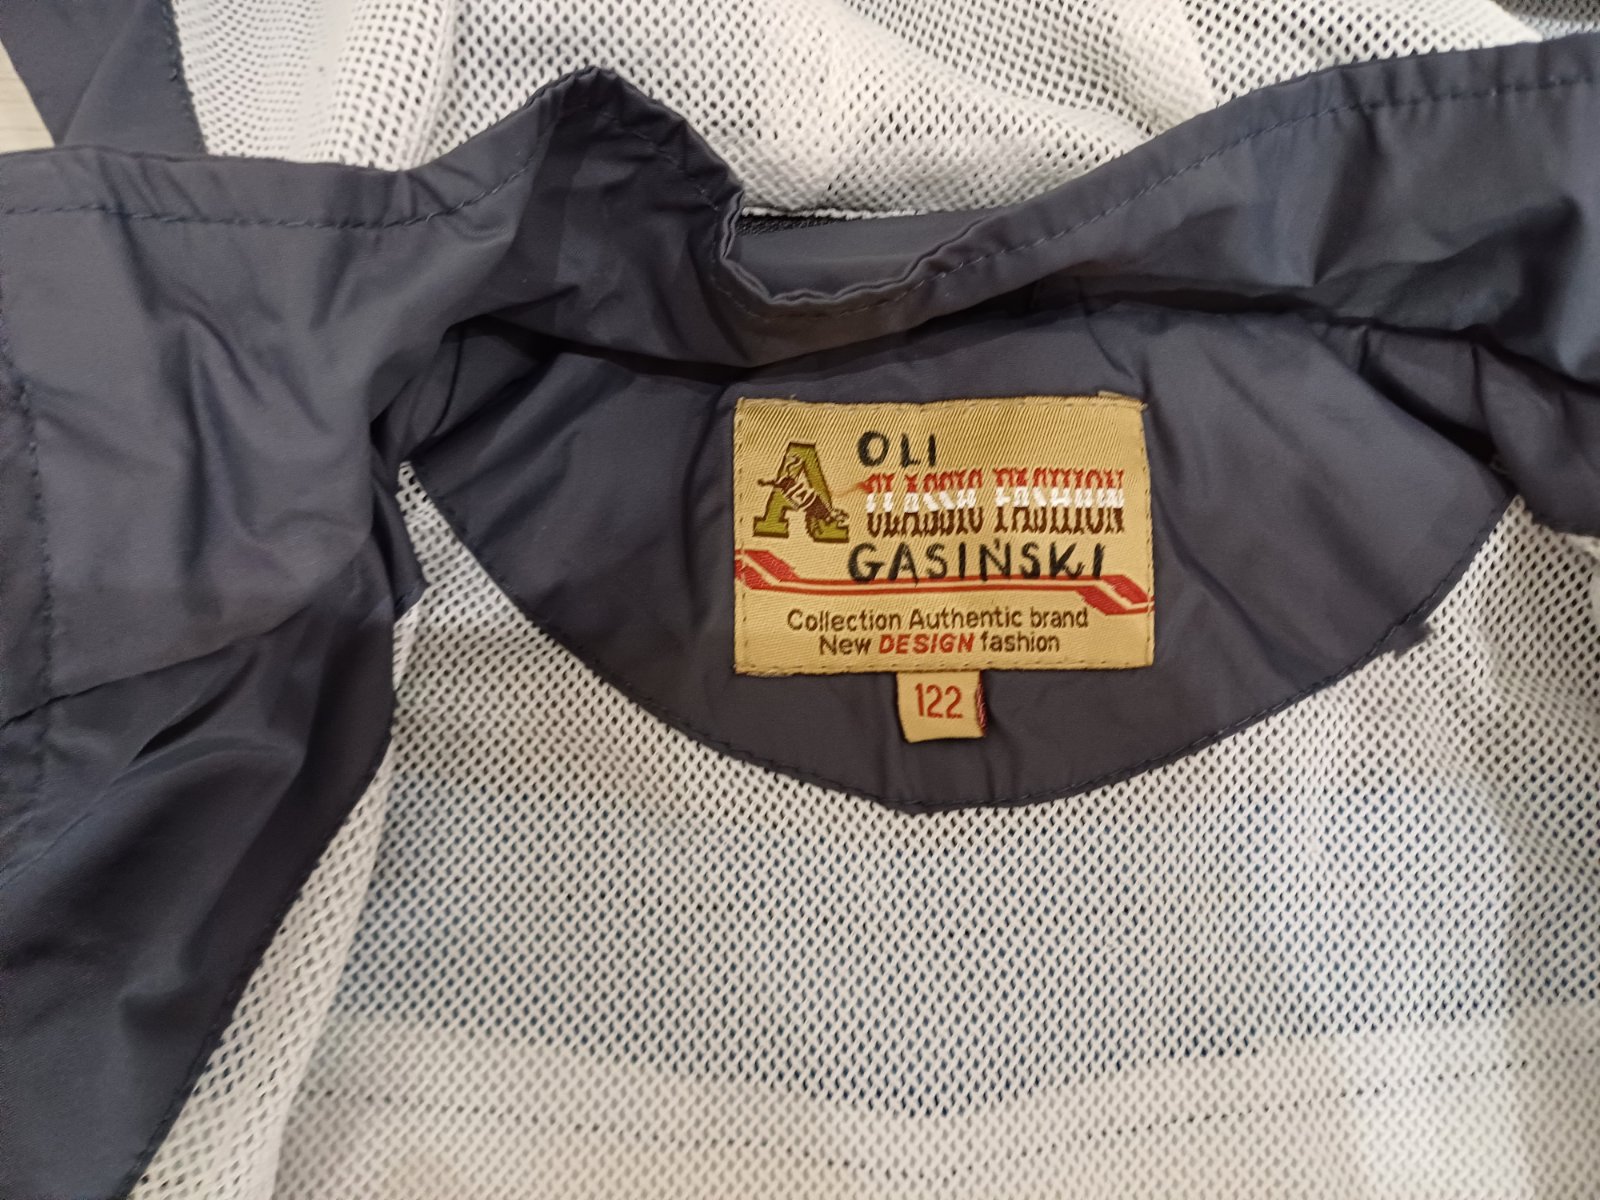 OLI
A CLASSIC FASHION
GASIŃSKI
Collection Authentic brand
New DESIGN fashion
122